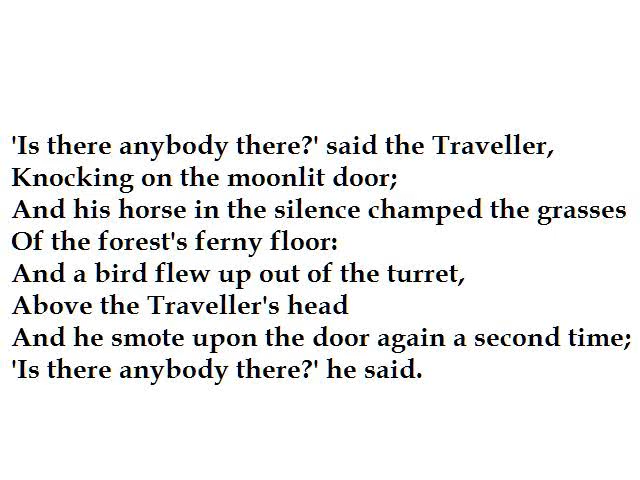 'Is there anybody there?' said the Traveller,
Knocking on the moonlit door;
And his horse in the silence champed the grasses
Of the forest's ferny floor:
And a bird flew up out of the turret,
Above the Traveller's head
And he smote upon the door again a second time;
'Is there anybody there?' he said.